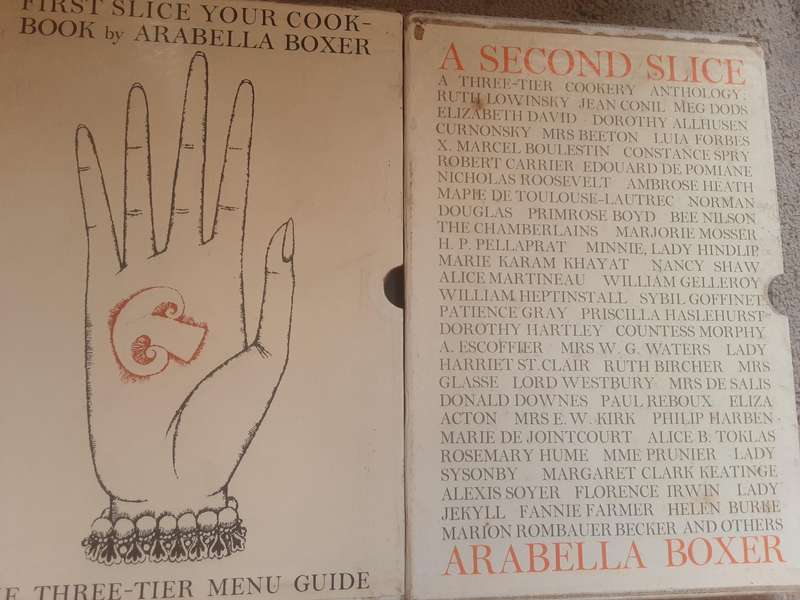 FIRST SLICE YOUR COOK-
BOOK by ARABELLA BOXER
THREE-TIER MENU GUIDE
A SECOND SLICE
A THREE-TIER COOKERY ANTHOLOGY:
RUTH LOWINSKY JEAN CONIL MEG DODS
ELIZABETH DAVID DOROTHY ALLHUSEN
CURNONSKY MRS BEETON LUIA FORBES
X. MARCEL BOULESTIN CONSTANCE SPRY
ROBERT CARRIER EDOUARD DE POMIANE
NICHOLAS ROOSEVELT AMBROSE HEATH
MAPIE DE TOULOUSE-LAUTREC NORMAN
DOUGLAS PRIMROSE BOYD BEE NILSON
THE CHAMBERLAINS MARJORIE MOSSER
H. P. PELLAPRAT MINNIE, LADY HINDLIP
MARIE KARAM KHAYAT NANCY SHAW
ALICE MARTINEAU WILLIAM GELLEROY
WILLIAM HEPTINSTALL SYBIL GOFFINET
PATIENCE GRAY PRISCILLA HASLEHURST
DOROTHY HARTLEY COUNTESS MORPHY
A. ESCOFFIER MRS W. G. WATERS LADY
HARRIET ST. CLAIR RUTH BIRCHER MRS
GLASSE LORD WESTBURY MRS DE SALIS
DONALD DOWNES PAUL REBOUX ELIZA
ACTON MRS E. W. KIRK PHILIP HARBEN
MARIE DE JOINTCOURT ALICE B. TOKLAS
ROSEMARY HUME MME PRUNIER LADY
SYSONBY MARGARET CLARK KEATINGE
ALEXIS SOYER FLORENCE IRWIN LADY
JEKYLL FANNIE FARMER HELEN BURKE
MARION ROMBAUER BECKER AND OTHERS
ARABELLA BOXER